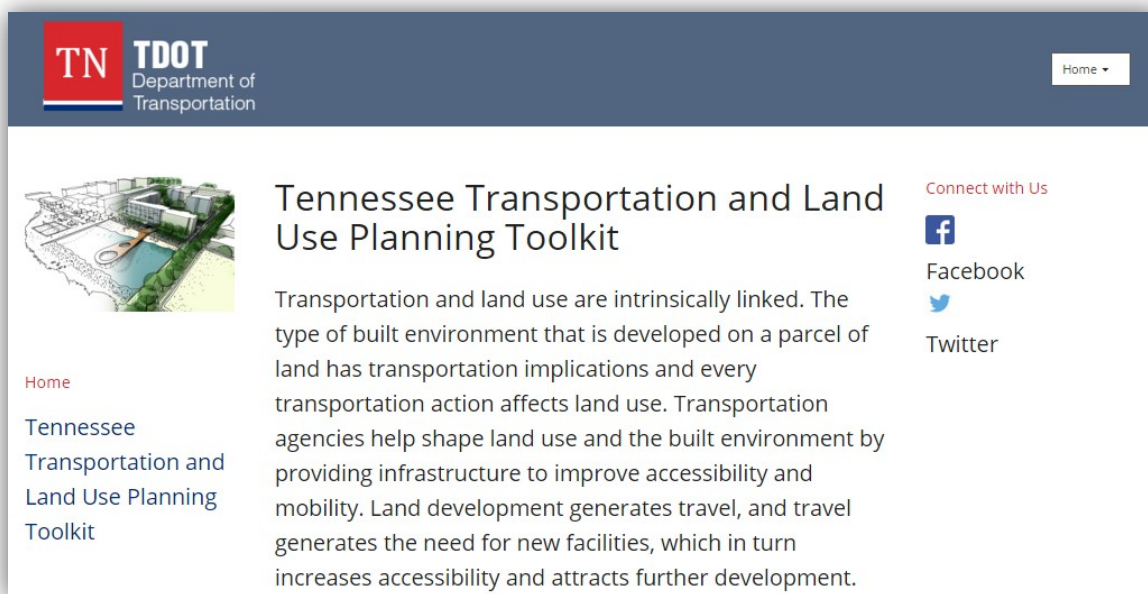 TN
TDOT
Department of
Transportation
Home
Home
Tennessee
Transportation and
Land Use Planning
Toolkit
Tennessee Transportation and Land
Use Planning Toolkit
Transportation and land use are intrinsically linked. The
type of built environment that is developed on a parcel of
land has transportation implications and every
transportation action affects land use. Transportation
agencies help shape land use and the built environment by
providing infrastructure to improve accessibility and
mobility. Land development generates travel, and travel
generates the need for new facilities, which in turn
increases accessibility and attracts further development.
Connect with Us
Facebook
Twitter